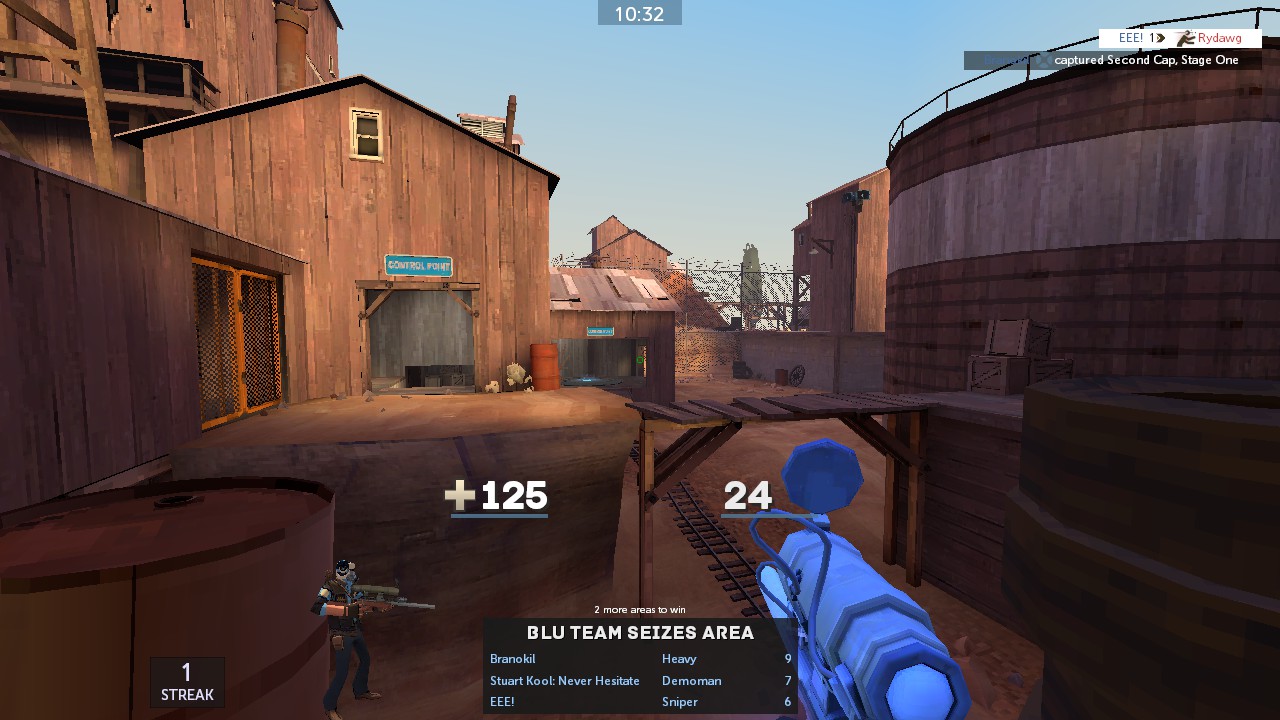 10:32
EEE! 1 Rydawg
captured Second Cap, Stage One
CONTROL POINT
125
24
2 more areas to win
BLU TEAM SEIZES AREA
Branokil Heavy 9
Stuart Kool: Never Hesitate Demoman 7
EEE! Sniper 6
1
STREAK